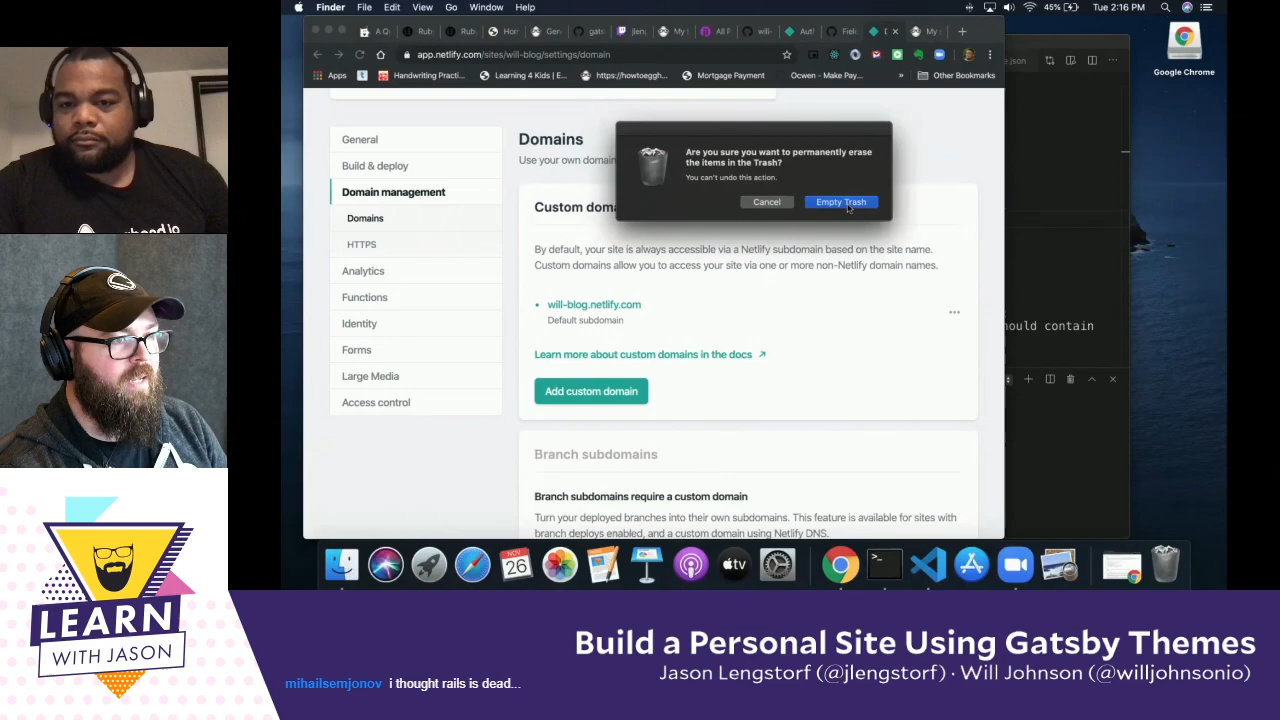 Finder File Edit View Go Window Help
45% Tue 2:16 PM
app.netlify.com/sites/will-blog/settings/domain
Apps Handwriting Practi... Learning 4 Kids | E... https://howtoeggh... Mortgage Payment Ocwen - Make Pay... » Other Bookmarks
Google Chrome
General
Build & deploy
Domain management
Domains
HTTPS
Analytics
Functions
Identity
Forms
Large Media
Access control
Domains
Use your own domain
Are you sure you want to permanently erase
the items in the Trash?
You can't undo this action.
Cancel Empty Trash
Custom doma
By default, your site is always accessible via a Netlify subdomain based on the site name.
Custom domains allow you to access your site via one or more non-Netlify domain names.
will-blog.netlify.com
Default subdomain
Learn more about custom domains in the docs
Add custom domain
Branch subdomains
Branch subdomains require a custom domain
Turn your deployed branches into their own subdomains. This feature is available for sites with
branch deploys enabled, and a custom domain using Netlify DNS.
ould contain
NOV
26
tv
LEARN
WITH JASON
Build a Personal Site Using Gatsby Themes
Jason Lengstorf (@jlengstorf) · Will Johnson (@willjohnsonio)
mihailsemjonov i thought rails is dead...